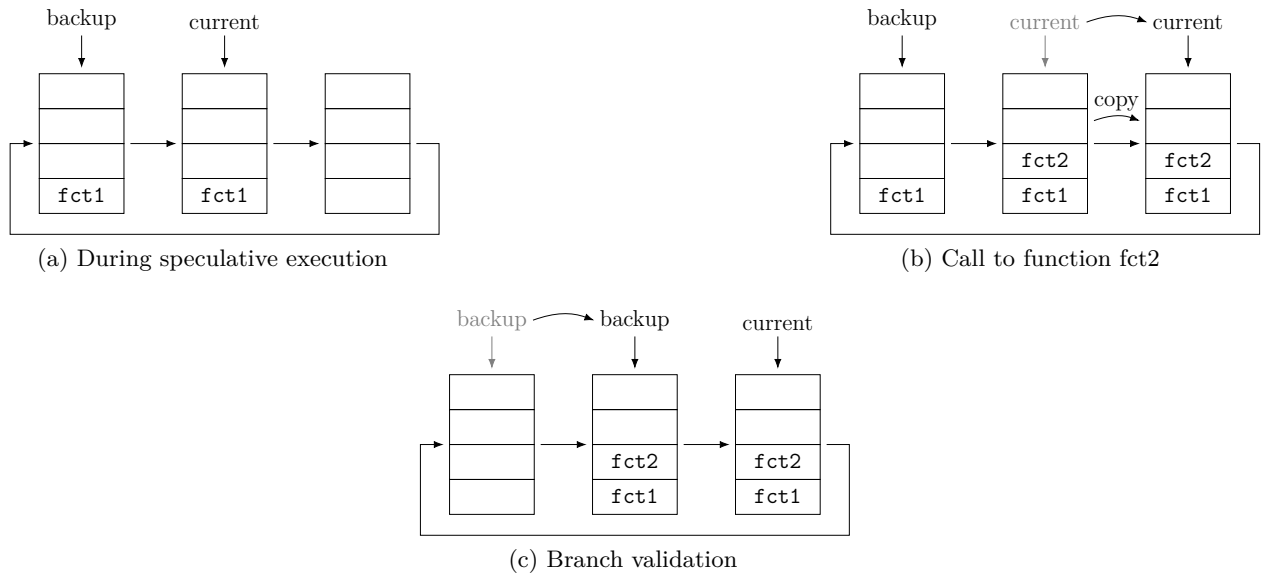 backup current
fct1 fct1
(a) During speculative execution
backup current current
copy
fct2 fct2
fct1 fct1 fct1
(b) Call to function fct2
backup backup current
fct2 fct2
fct1 fct1
(c) Branch validation